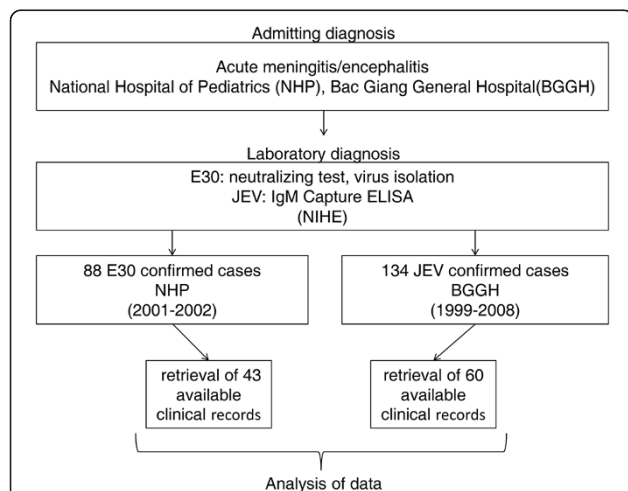 Admitting diagnosis
Acute meningitis/encephalitis
National Hospital of Pediatrics (NHP), Bac Giang General Hospital(BGGH)
Laboratory diagnosis
E30: neutralizing test, virus isolation
JEV: IgM Capture ELISA
(NIHE)
88 E30 confirmed cases
NHP
(2001-2002)
134 JEV confirmed cases
BGGH
(1999-2008)
retrieval of 43
available
clinical records
retrieval of 60
available
clinical records
Analysis of data